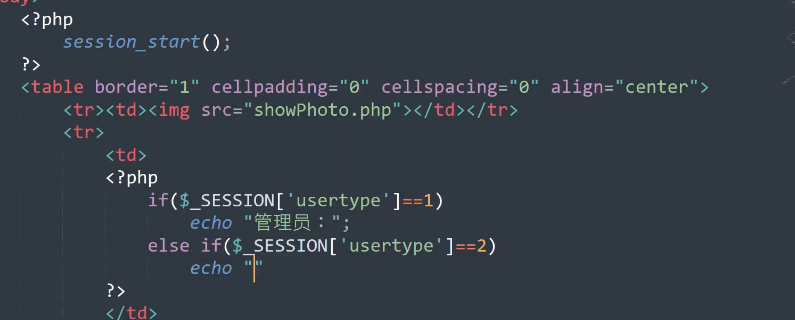 ody>
<?php
session_start();
?>
<table border="1" cellpadding="0" cellspacing="0" align="center">
<tr><td><img src="showPhoto.php"></td></tr>
<tr>
<td>
<?php
if($_SESSION['usertype']==1)
echo "管理员：";
else if($_SESSION['usertype']==2)
echo ""
?>
</td>